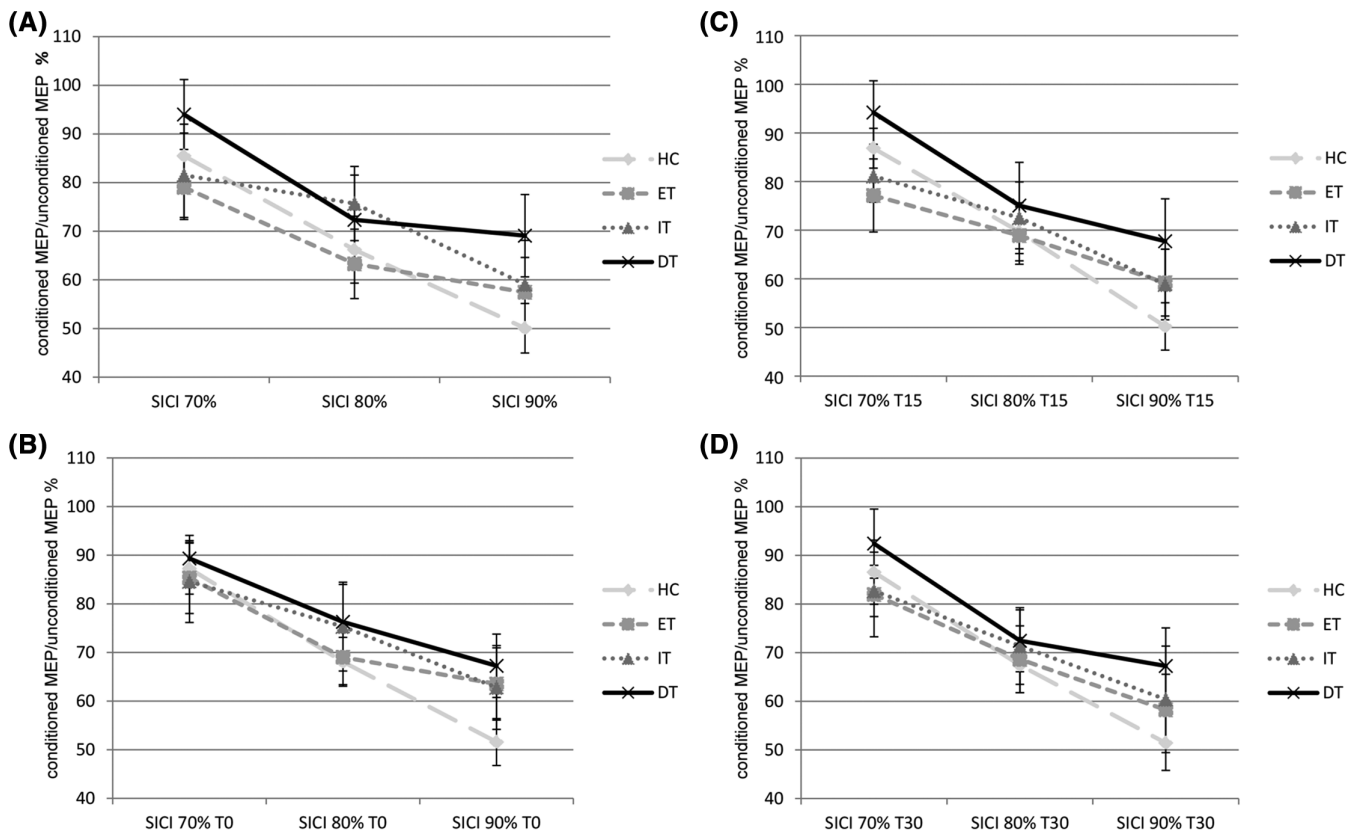 (A)
conditioned MEP/unconditioned MEP %
110
100
90
80
70
60
50
40
SICI 70% SICI 80% SICI 90%
HC
ET
IT
DT
(C)
conditioned MEP/unconditioned MEP %
110
100
90
80
70
60
50
40
SICI 70% T15 SICI 80% T15 SICI 90% T15
HC
ET
IT
DT
(B)
conditioned MEP/unconditioned MEP %
110
100
90
80
70
60
50
40
SICI 70% T0 SICI 80% T0 SICI 90% T0
HC
ET
IT
DT
(D)
conditioned MEP/unconditioned MEP %
110
100
90
80
70
60
50
40
SICI 70% T30 SICI 80% T30 SICI 90% T30
HC
ET
IT
DT